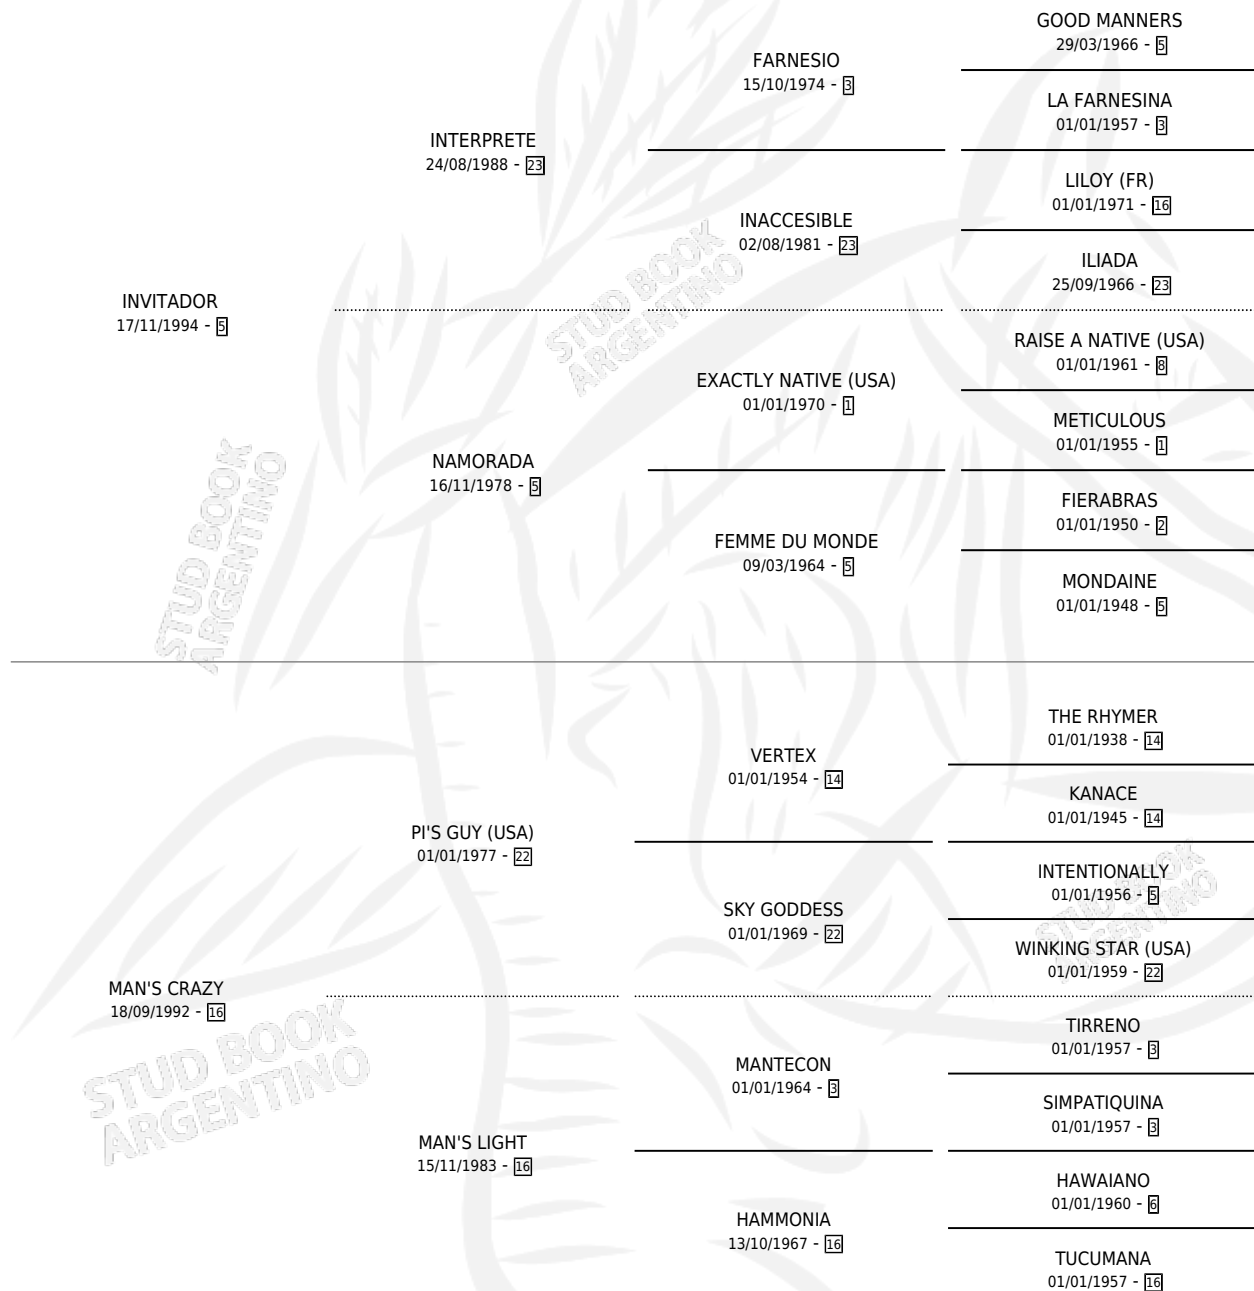 GOOD MANNERS
29/03/1966 - 5
FARNESIO
15/10/1974 - 3
LA FARNESINA
01/01/1957 - 3
INTERPRETE
24/08/1988 - 23
LILOY (FR)
01/01/1971 - 16
INACCESIBLE
02/08/1981 - 23
ILIADA
25/09/1966 - 23
INVITADOR
17/11/1994 - 5
STUD BOOK
ARGENTINO
RAISE A NATIVE (USA)
01/01/1961 - 8
EXACTLY NATIVE (USA)
01/01/1970 - 1
METICULOUS
01/01/1955 - 1
NAMORADA
16/11/1978 - 5
FIERABRAS
01/01/1950 - 2
FEMME DU MONDE
09/03/1964 - 5
MONDAINE
01/01/1948 - 5
STUD BOOK
ARGENTINO
THE RHYMER
01/01/1938 - 14
VERTEX
01/01/1954 - 14
KANACE
01/01/1945 - 14
PI'S GUY (USA)
01/01/1977 - 22
INTENTIONALLY
01/01/1956 - 5
SKY GODDESS
01/01/1969 - 22
STUD BOOK
ARGENTINO
WINKING STAR (USA)
01/01/1959 - 22
MAN'S CRAZY
18/09/1992 - 16
STUD BOOK
ARGENTINO
TIRRENO
01/01/1957 - 3
MANTECON
01/01/1964 - 3
SIMPATIQUINA
01/01/1957 - 3
MAN'S LIGHT
15/11/1983 - 16
HAWAIANO
01/01/1960 - 6
HAMMONIA
13/10/1967 - 16
TUCUMANA
01/01/1957 - 16